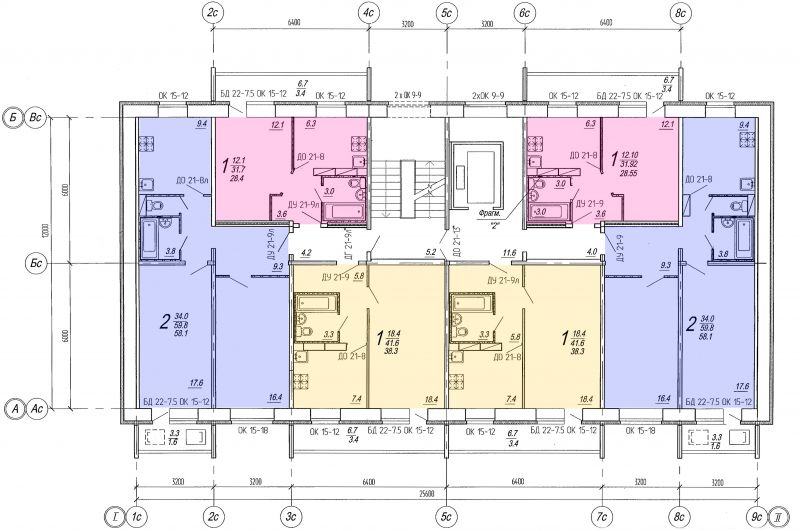 2с 4с 5с 6с 8с
6400 3200 3200 6400
6.7 3.4 6.7 3.4
ОК 15-12 БД 22-7.5 ОК 15-12 ОК 15-12 2 х ОК 9-9 2хОК 9-9 ОК 15-12 БД 22-7.5 ОК 15-12 ОК 15-12
Б Вс
9.4 12.1 6.3 6.3 12.1 9.4
1 12.1 31.7 28.4
1 12.10 31.92 28.55
ДО 21-8 ДО 21-8 ДО 21-8
ДО 21-8л
6000
12000
3.0 3.0 3.0
ДУ 21-9л ДУ 21-9
Фрагм. "2"
3.6 3.6
3.8 3.8
ДУ 21-9л ДГ 21-9л ДО 21-13 ДУ 21-9
4.2 5.2 11.6 4.0
Бс
9.3 9.3
ДУ 21-9 5.8 ДУ 21-9л
6000
2 34.0 59.8 58.1
3.3 ДО 21-8
1 18.4 41.6 38.3
3.3 5.8 ДО 21-8
1 18.4 41.6 38.3
2 34.0 59.8 58.1
17.6 16.4 7.4 18.4 7.4 18.4 16.4 17.6
БД 22-7.5 ОК 15-12 БД 22-7.5 ОК 15-12
А Ас
3.3 1.6 ОК 15-18 ОК 15-12 6.7 3.4 БД 22-7.5 ОК 15-12 ОК 15-12 6.7 3.4 БД 22-7.5 ОК 15-12 ОК 15-18 3.3 1.6
3200 3200 6400 6400 3200 3200
25600
I 1с 2с 3с 5с 7с 8с 9с II